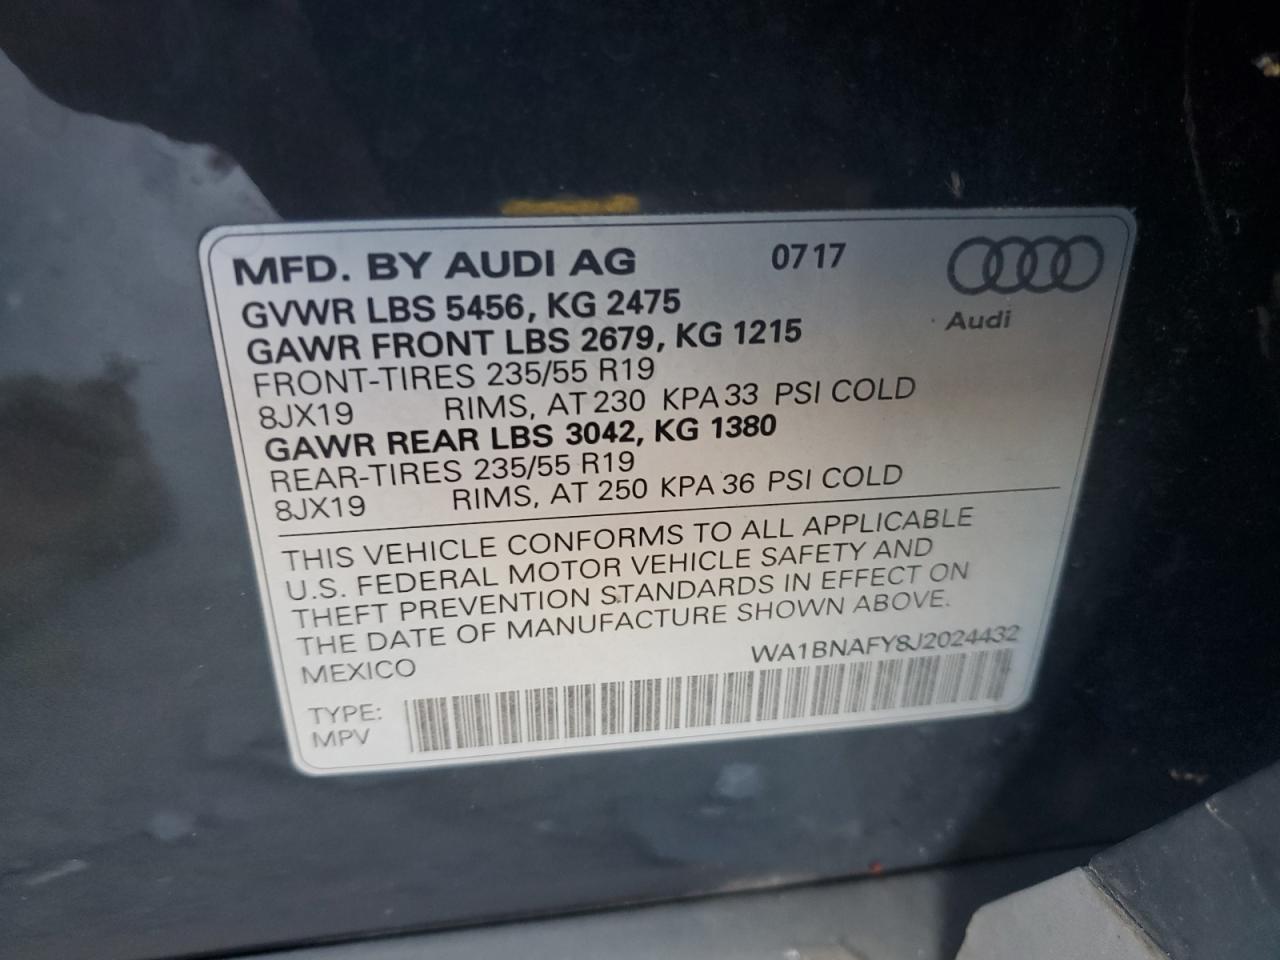 MFD. BY AUDI AG 0717
Audi
GVWR LBS 5456, KG 2475
GAWR FRONT LBS 2679, KG 1215
FRONT-TIRES 235/55 R19
8JX19 RIMS, AT 230 KPA 33 PSI COLD
GAWR REAR LBS 3042, KG 1380
REAR-TIRES 235/55 R19
8JX19 RIMS, AT 250 KPA 36 PSI COLD
THIS VEHICLE CONFORMS TO ALL APPLICABLE
U.S. FEDERAL MOTOR VEHICLE SAFETY AND
THEFT PREVENTION STANDARDS IN EFFECT ON
THE DATE OF MANUFACTURE SHOWN ABOVE.
MEXICO WA1BNAFY8J2024432
TYPE:
MPV